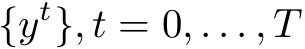 {y^t}, t = 0, . . . , T